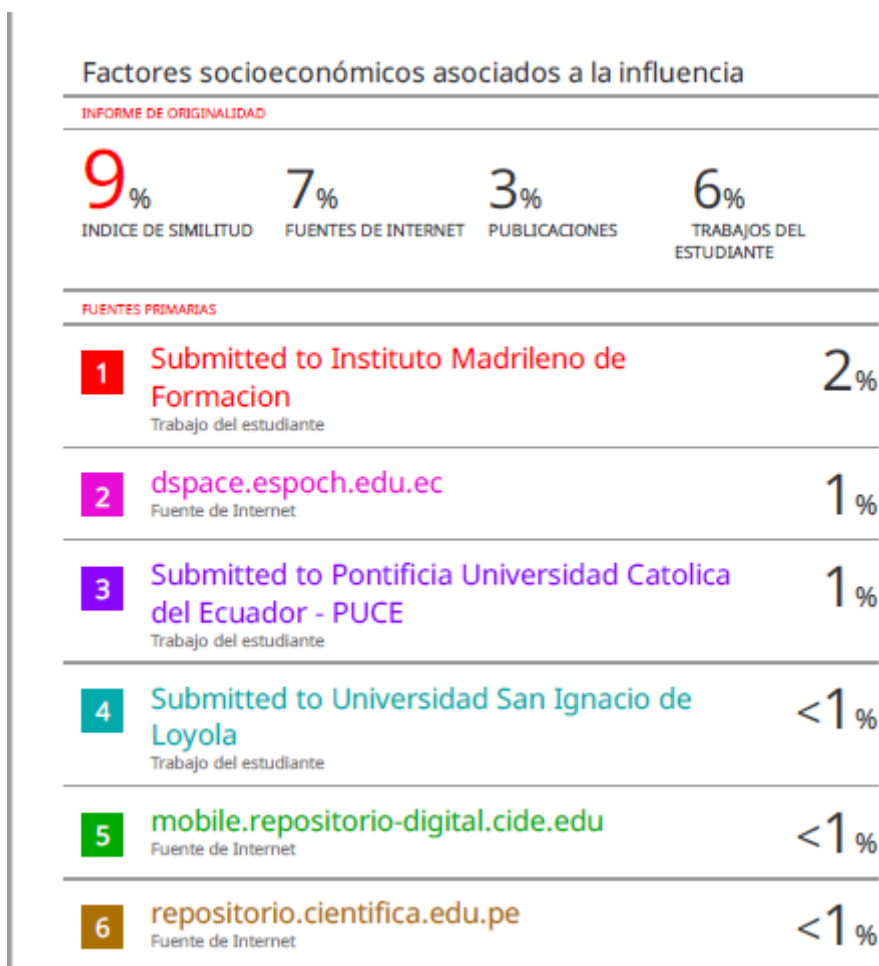 Factores socioeconómicos asociados a la influencia
INFORME DE ORIGINALIDAD
9% 7% 3% 6%
INDICE DE SIMILITUD FUENTES DE INTERNET PUBLICACIONES TRABAJOS DEL
ESTUDIANTE
FUENTES PRIMARIAS
1 Submitted to Instituto Madrileno de 2%
Formacion
Trabajo del estudiante
2 dspace.espoch.edu.ec 1%
Fuente de Internet
3 Submitted to Pontificia Universidad Catolica 1%
del Ecuador - PUCE
Trabajo del estudiante
4 Submitted to Universidad San Ignacio de <1%
Loyola
Trabajo del estudiante
5 mobile.repositorio-digital.cide.edu <1%
Fuente de Internet
6 repositorio.cientifica.edu.pe <1%
Fuente de Internet